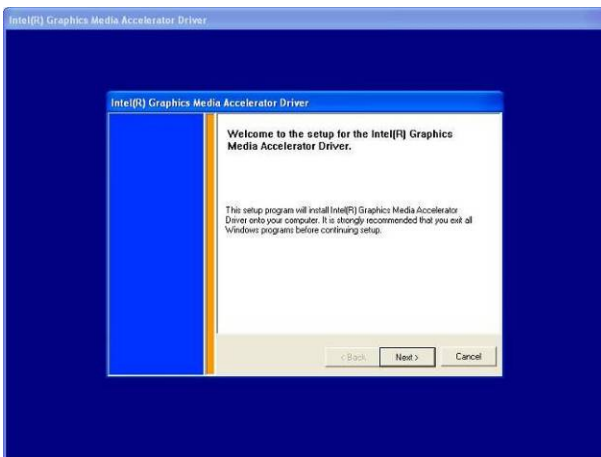 Intel(R) Graphics Media Accelerator Driver
Intel(R) Graphics Media Accelerator Driver
Welcome to the setup for the Intel(R) Graphics
Media Accelerator Driver.
This setup program will install Intel(R) Graphics Media Accelerator
Driver onto your computer. It is strongly recommended that you exit all
Windows programs before continuing setup.
< Back Next > Cancel